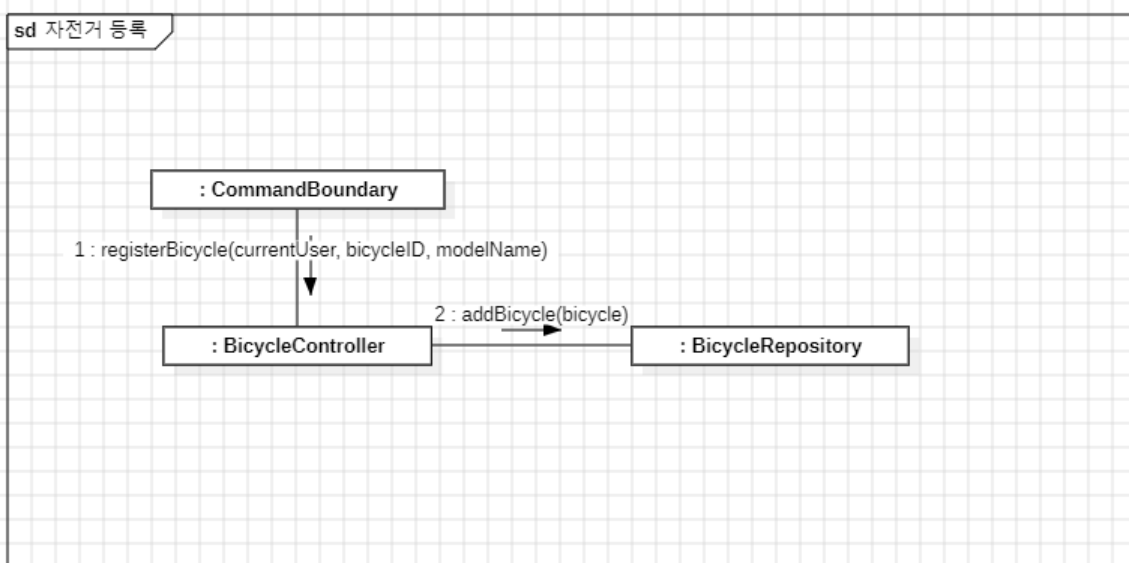 sd 자전거 등록
: CommandBoundary
1 : registerBicycle(currentUser, bicycleID, modelName)
2 : addBicycle(bicycle)
: BicycleController
: BicycleRepository